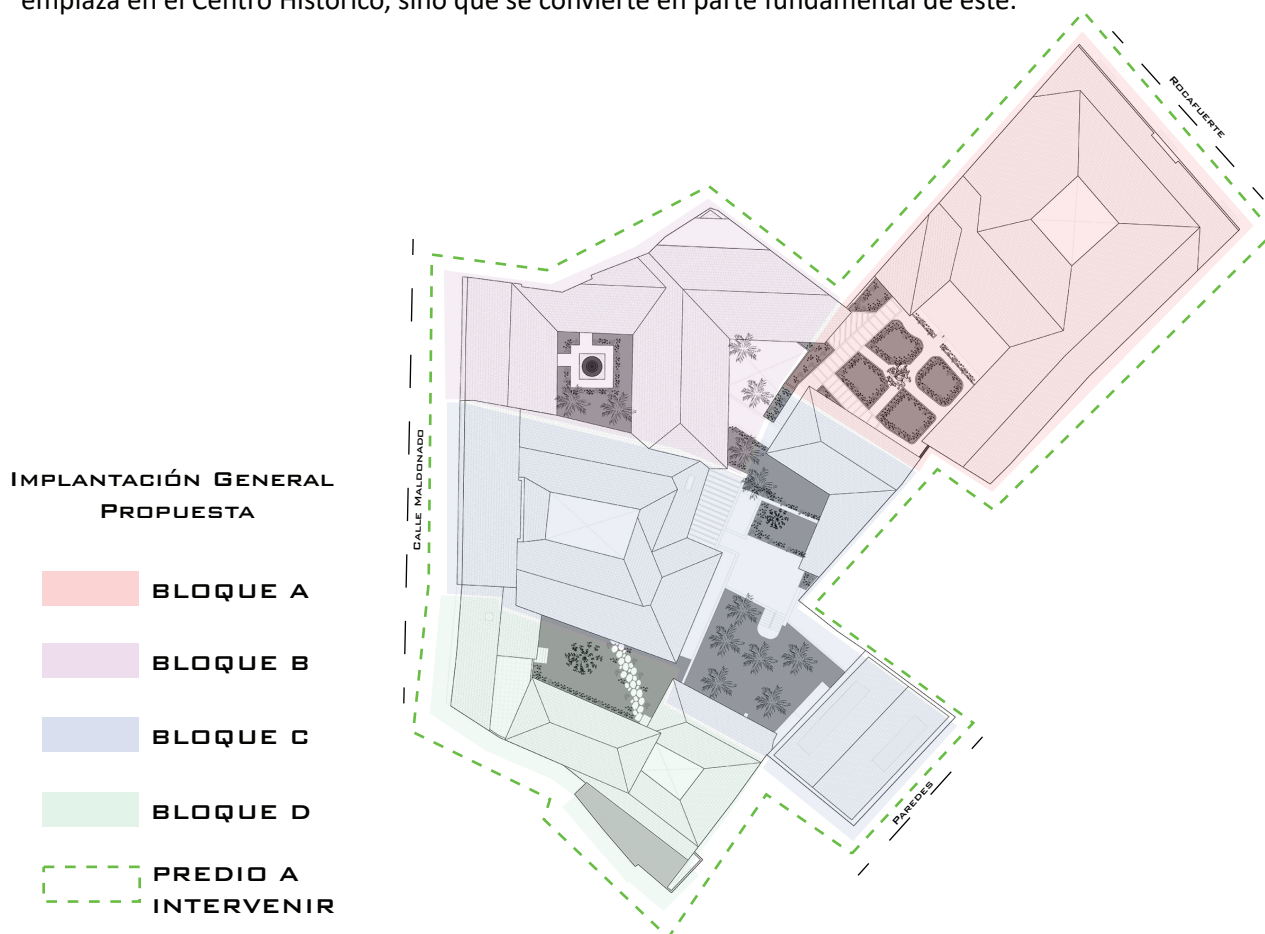 emplaza en el Centro Histórico, sino que se convierte en parte fundamental de este.
ROCAFUERTE
CALLE MALDONADO
IMPLANTACIÓN GENERAL
PROPUESTA
BLOQUE A
BLOQUE B
BLOQUE C
BLOQUE D
PREDIO A
INTERVENIR
PAREDES